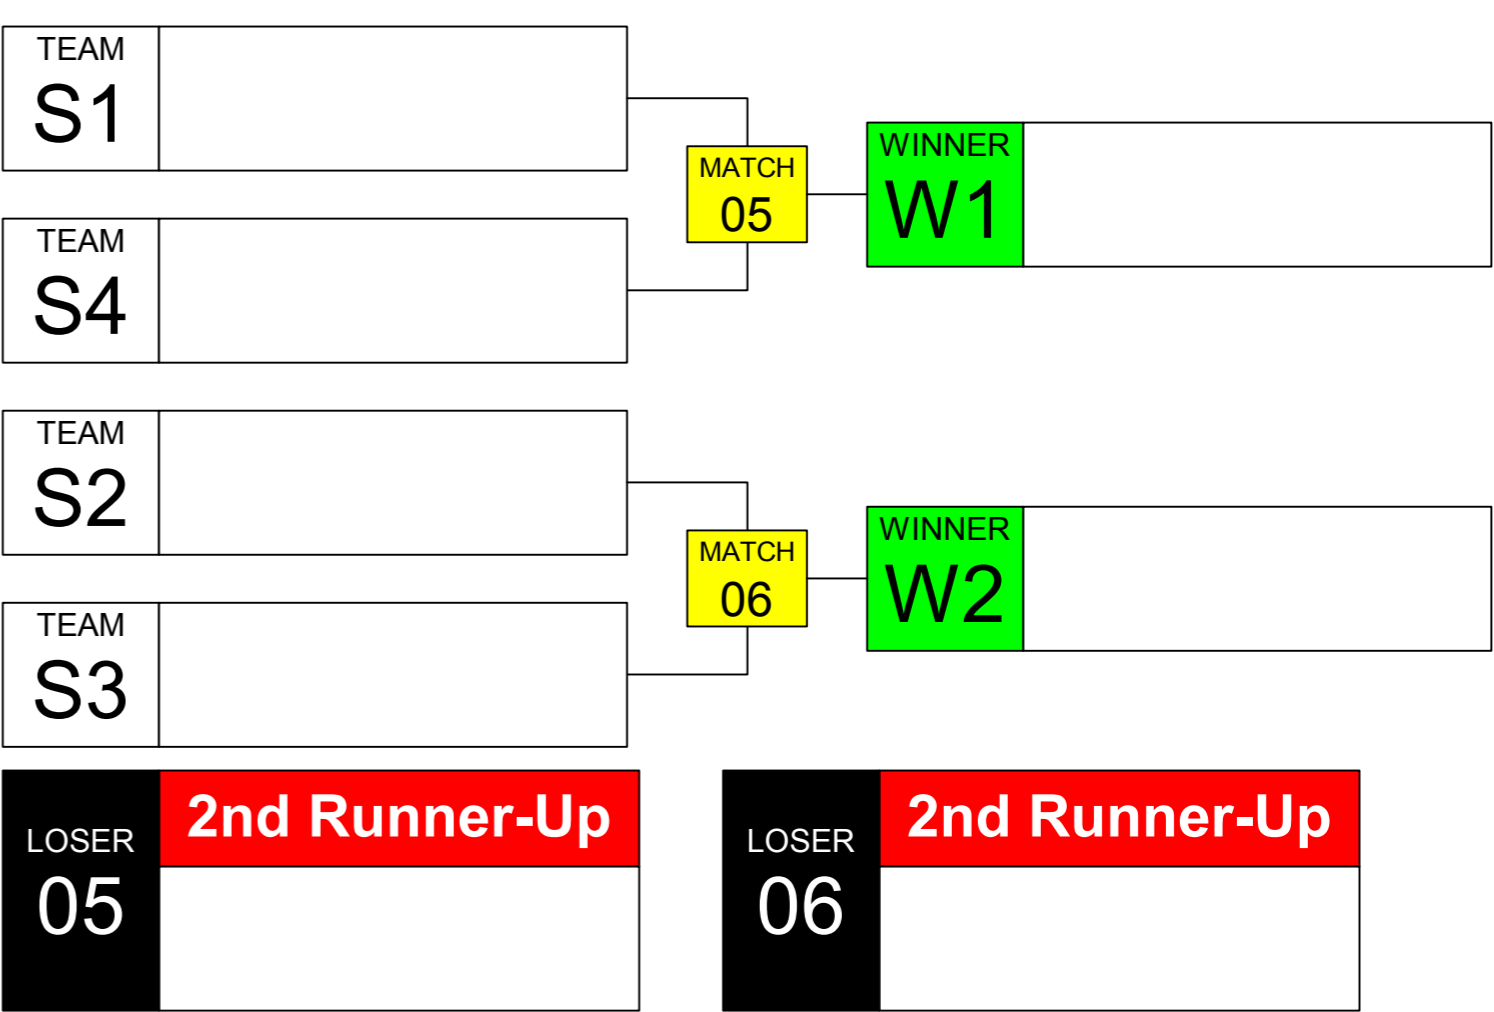 TEAM
S1
MATCH
05
WINNER
W1
TEAM
S4
TEAM
S2
MATCH
06
WINNER
W2
TEAM
S3
LOSER
05
2nd Runner-Up
LOSER
06
2nd Runner-Up